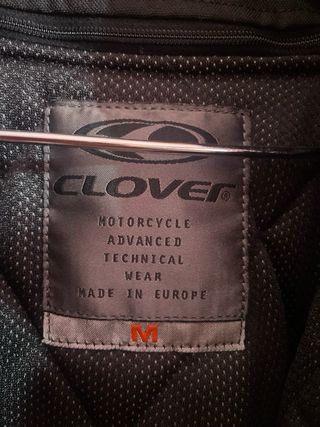 CLOVER®
MOTORCYCLE
ADVANCED
TECHNICAL
WEAR
MADE IN EUROPE
M